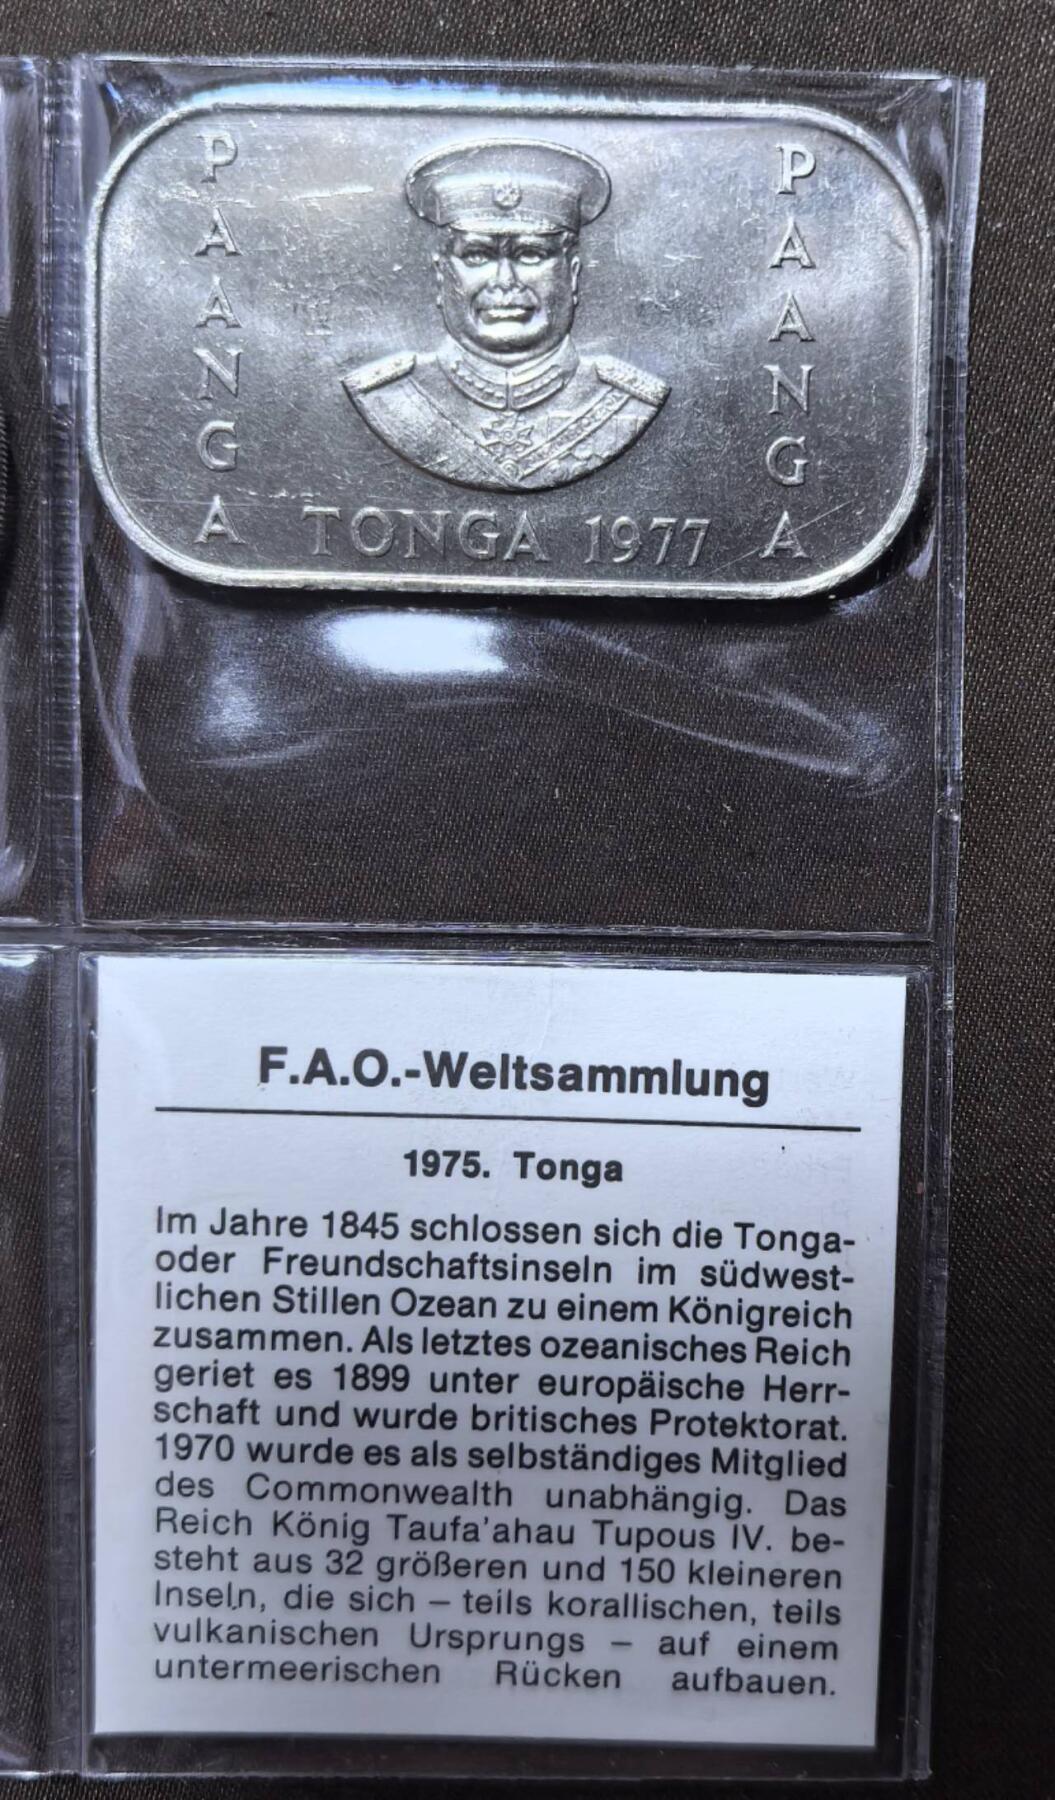 PAANGA
PAANGA
TONGA 1977
F.A.O.-Weltsammlung
1975. Tonga
Im Jahre 1845 schlossen sich die Tonga-
oder Freundschaftsinseln im südwest-
lichen Stillen Ozean zu einem Königreich
zusammen. Als letztes ozeanisches Reich
geriet es 1899 unter europäische Herr-
schaft und wurde britisches Protektorat.
1970 wurde es als selbständiges Mitglied
des Commonwealth unabhängig. Das
Reich König Taufa'ahau Tupous IV. be-
steht aus 32 größeren und 150 kleineren
Inseln, die sich – teils korallischen, teils
vulkanischen Ursprungs – auf einem
untermeerischen Rücken aufbauen.